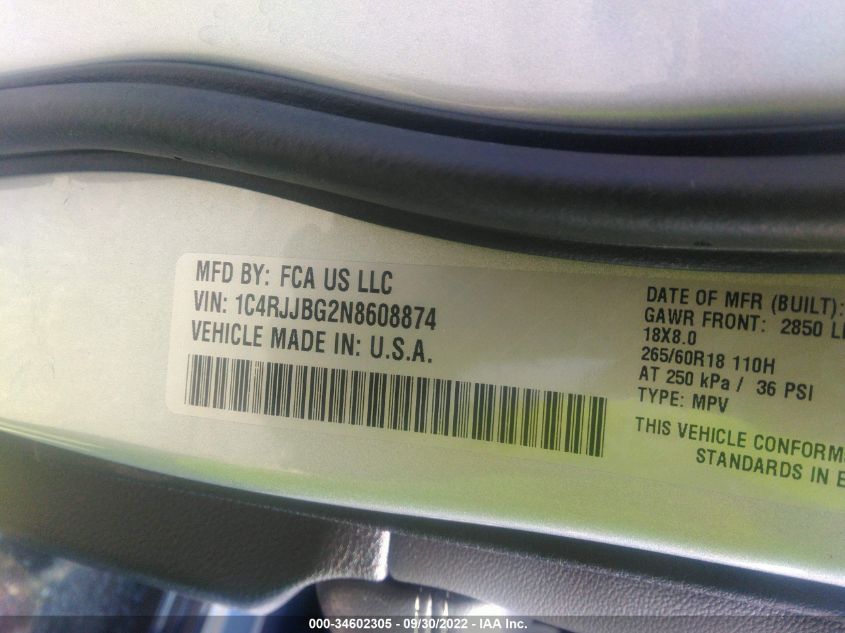 MFD BY: FCA US LLC
VIN: 1C4RJJBG2N8608874
VEHICLE MADE IN: U.S.A.
DATE OF MFR (BUILT):
GAWR FRONT: 2850
18X8.0
265/60R18 110H
AT 250 kPa / 36 PSI
TYPE: MPV
THIS VEHICLE
STANDARDS IN
000-34602305 - 09/30/2022 - IAA Inc.